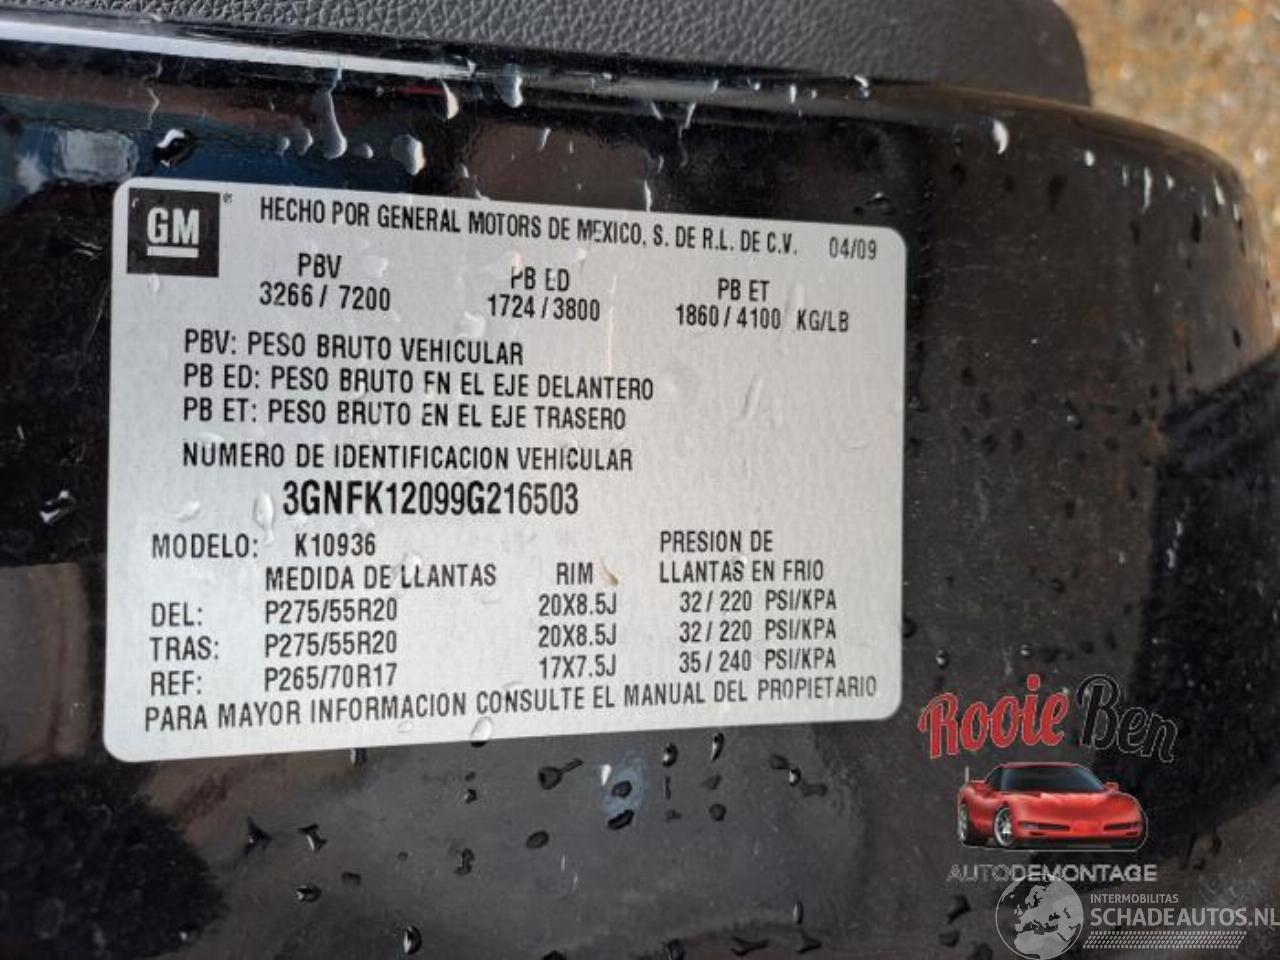 GM HECHO POR GENERAL MOTORS DE MEXICO, S. DE R.L. DE C.V. 04/09
PBV PB ED PB ET
3266 / 7200 1724 / 3800 1860 / 4100 KG/LB
PBV: PESO BRUTO VEHICULAR
PB ED: PESO BRUTO EN EL EJE DELANTERO
PB ET: PESO BRUTO EN EL EJE TRASERO
NUMERO DE IDENTIFICACION VEHICULAR
3GNFK12099G216503
MODELO: K10936 PRESION DE
MEDIDA DE LLANTAS RIM LLANTAS EN FRIO
DEL: P275/55R20 20X8.5J 32 / 220 PSI/KPA
TRAS: P275/55R20 20X8.5J 32 / 220 PSI/KPA
REF: P265/70R17 17X7.5J 35 / 240 PSI/KPA
PARA MAYOR INFORMACION CONSULTE EL MANUAL DEL PROPIETARIO
Rooie Ben
AUTODEMONTAGE
INTERMOBILITAS
SCHADEAUTOS.NL